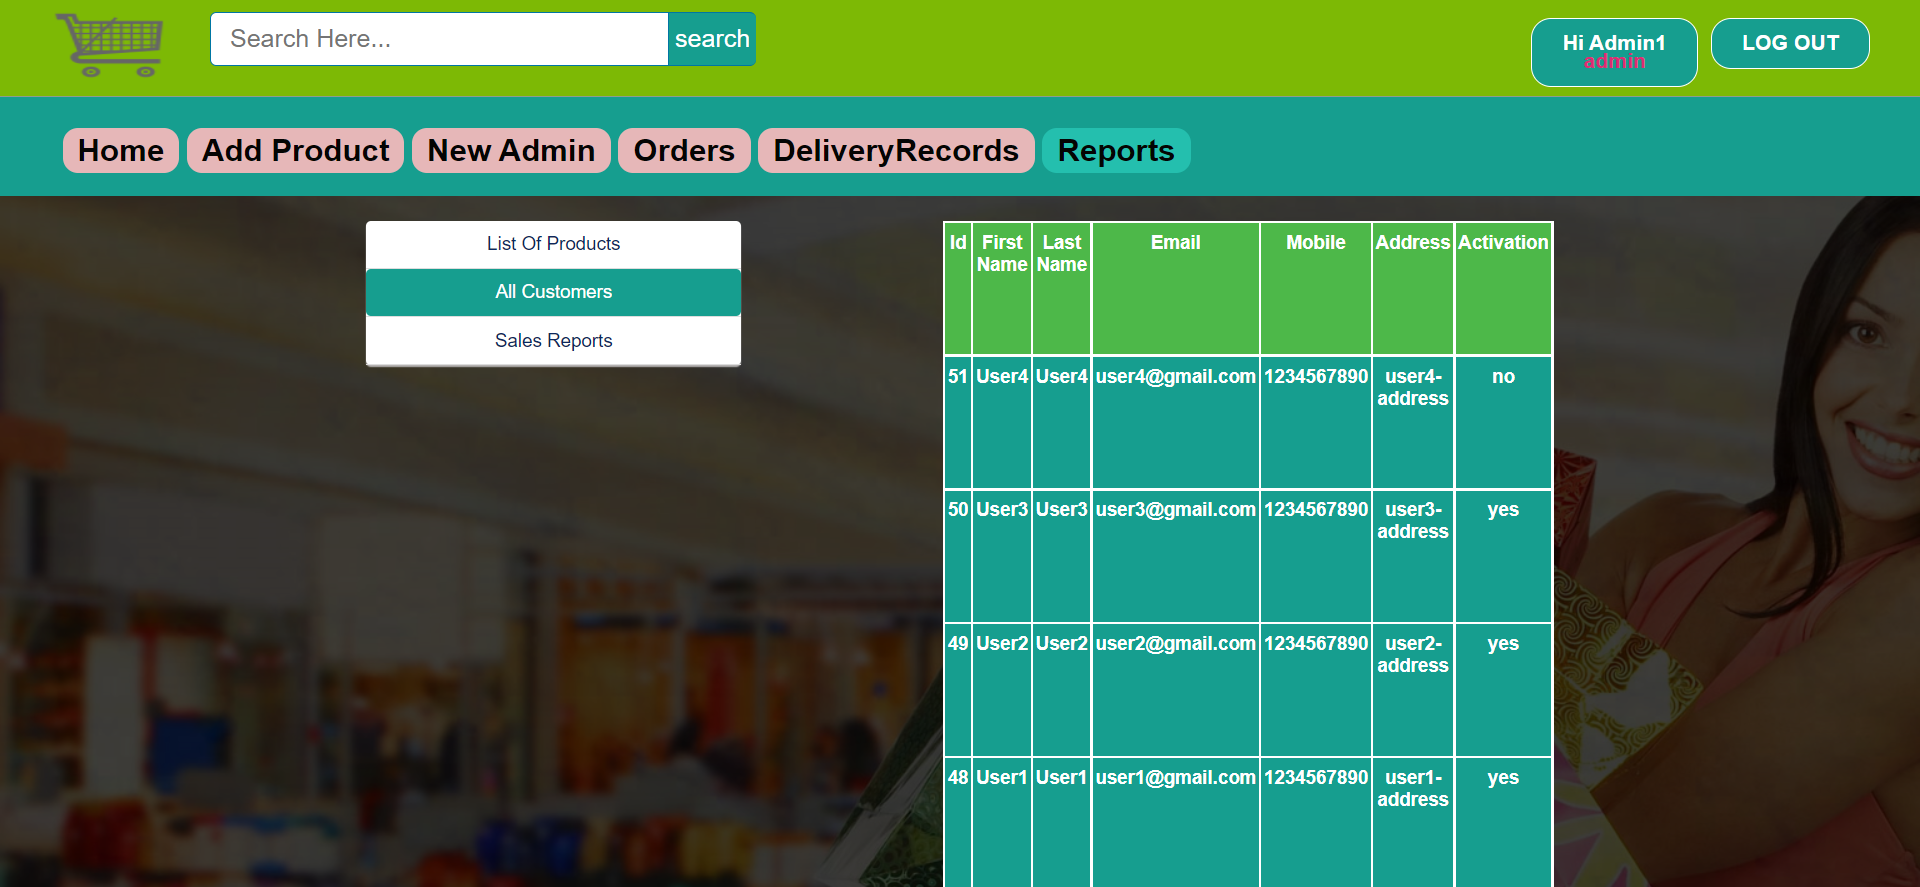 Search Here...
search
Hi Admin1
admin
LOG OUT
Home Add Product New Admin Orders DeliveryRecords Reports
List Of Products
All Customers
Sales Reports
Id First Name Last Name Email Mobile Address Activation
51 User4 User4 user4@gmail.com 1234567890 user4-address no
50 User3 User3 user3@gmail.com 1234567890 user3-address yes
49 User2 User2 user2@gmail.com 1234567890 user2-address yes
48 User1 User1 user1@gmail.com 1234567890 user1-address yes